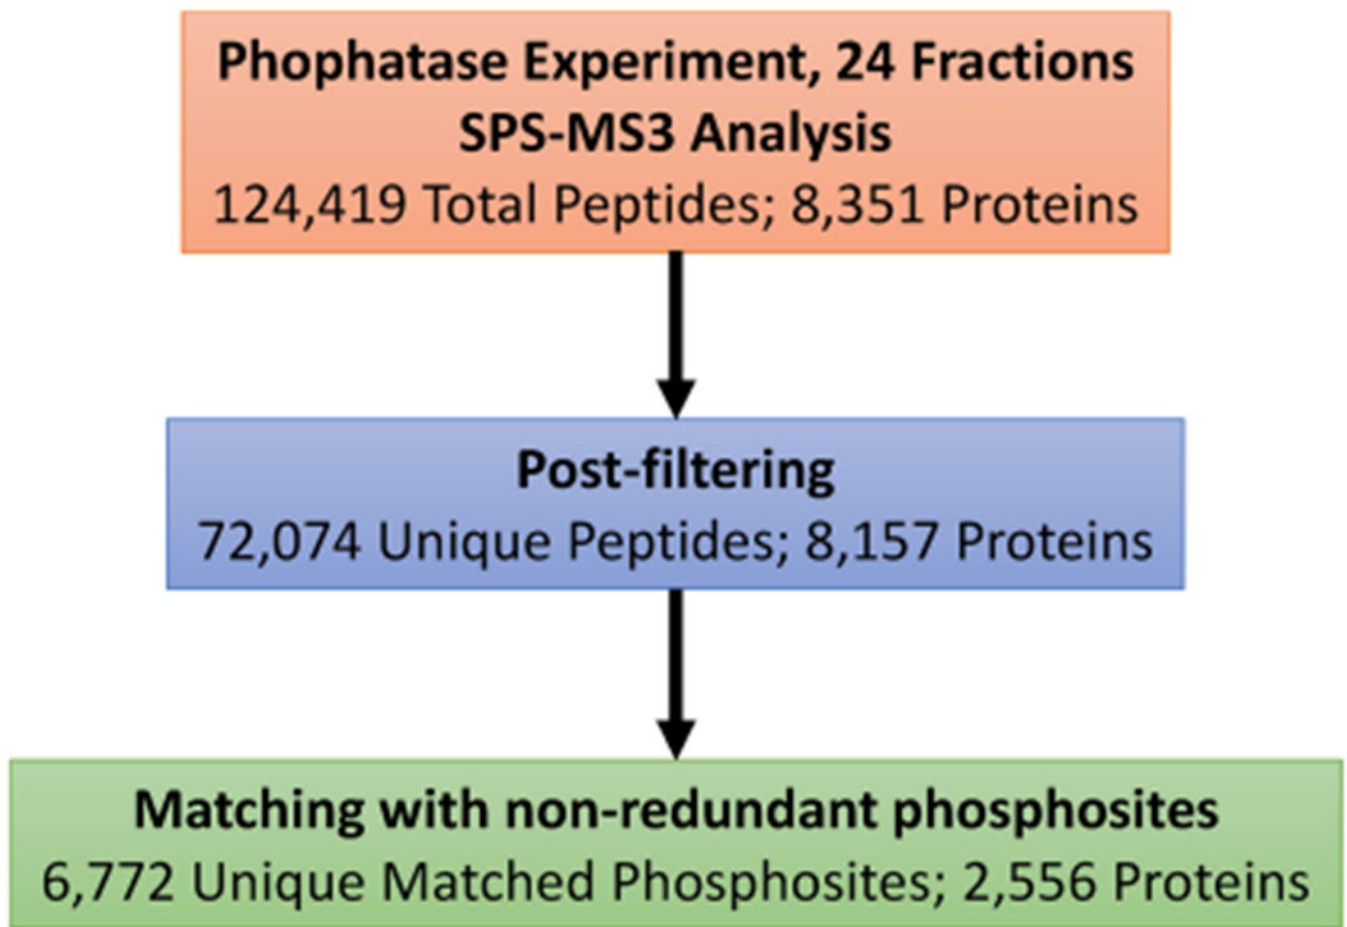 Phophatase Experiment, 24 Fractions
SPS-MS3 Analysis
124,419 Total Peptides; 8,351 Proteins
Post-filtering
72,074 Unique Peptides; 8,157 Proteins
Matching with non-redundant phosphosites
6,772 Unique Matched Phosphosites; 2,556 Proteins